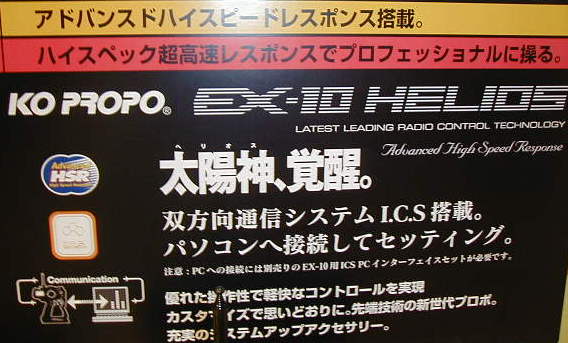 アドバンスドハイスピードレスポンス搭載。
ハイスペック超高速レスポンスでプロフェッショナルに操る。
KO PROPO® EX-10 HELIOS
LATEST LEADING RADIO CONTROL TECHNOLOGY
Advanced High Speed Response
Advanced
HSR
ヘリオス
太陽神、覚醒。
双方向通信システムI.C.S搭載。
パソコンへ接続してセッティング。
注意：PCへの接続には別売りのEX-10用ICS PCインターフェイスセットが必要です。
Communication
優れた操作性で軽快なコントロールを実現
カスタマイズで思いどおりに。先端技術の新世代プロポ。
充実のシステムアップアクセサリー。